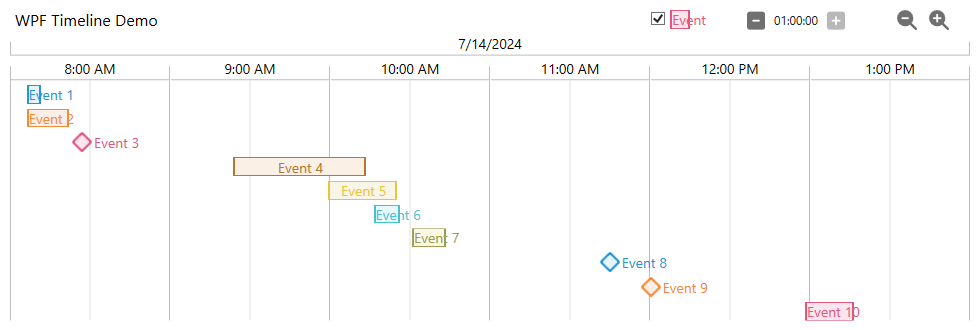 WPF Timeline Demo Event 01:00:00
7/14/2024
8:00 AM 9:00 AM 10:00 AM 11:00 AM 12:00 PM 1:00 PM
Event 1
Event 2
Event 3
Event 4
Event 5
Event 6
Event 7
Event 8
Event 9
Event 10